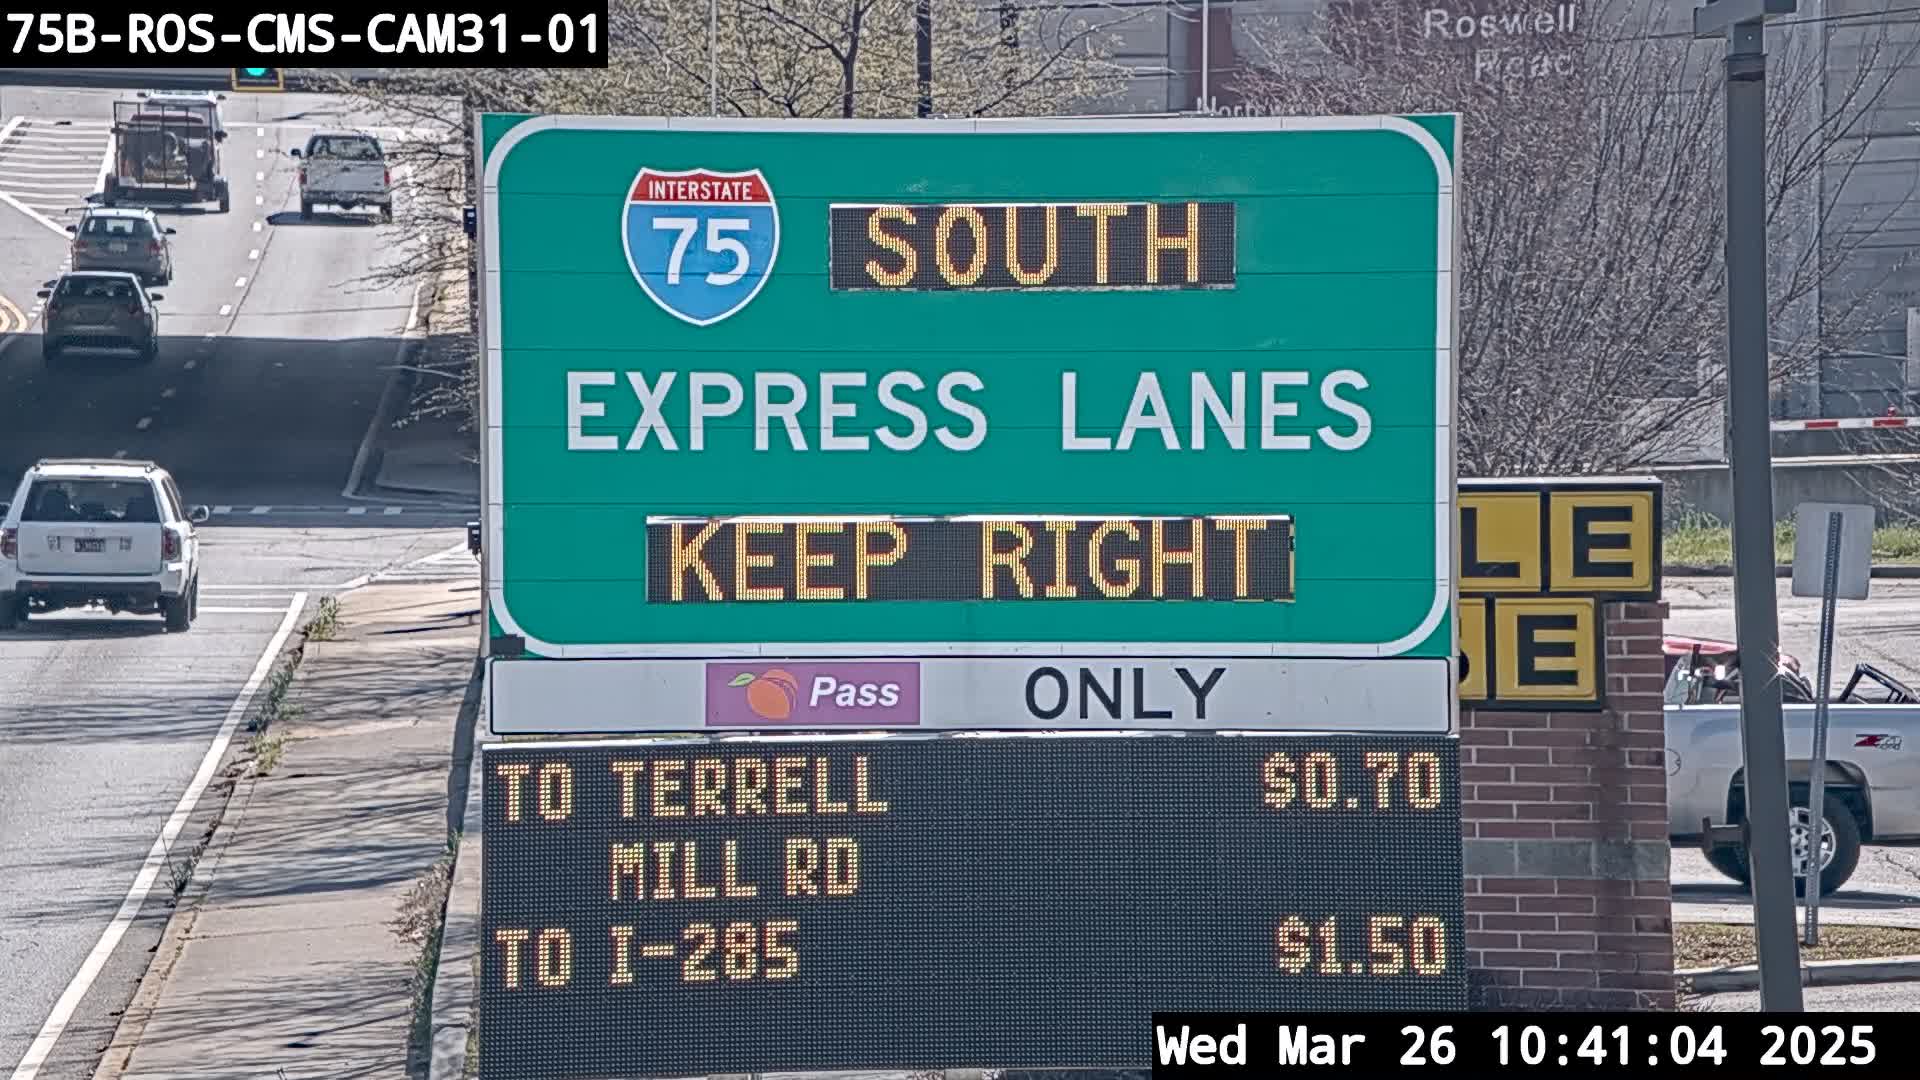 75B-ROS-CMS-CAM31-01
Roswell
Road
INTERSTATE
75
SOUTH
EXPRESS LANES
KEEP RIGHT
LE
E
Pass ONLY
TO TERRELL $0.70
MILL RD
TO I-285 $1.50
Wed Mar 26 10:41:04 2025